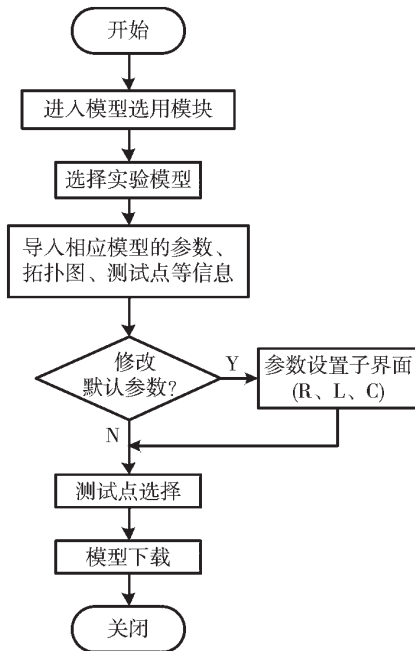 开始
进入模型选用模块
选择实验模型
导入相应模型的参数、
拓扑图、测试点等信息
修改
默认参数?
Y
参数设置子界面
(R、L、C)
N
测试点选择
模型下载
关闭